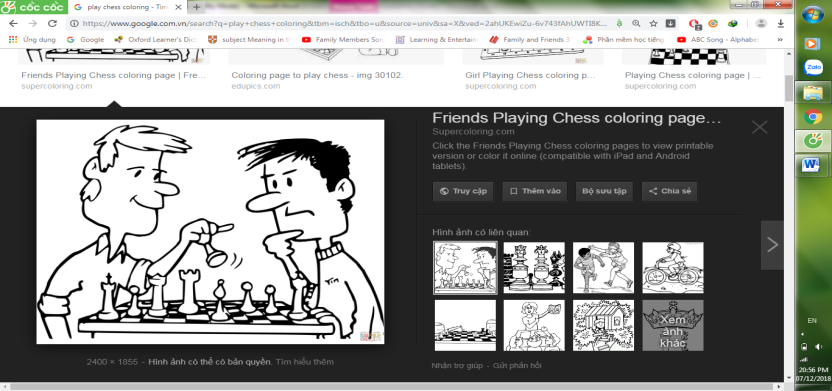 cốc cốc
play chess coloring - Tìm
https://www.google.com.vn/search?q=play+chess+coloring&tbm=isch&tbo=u&source=univ&sa=X&ved=2ahUKEwiZu-6v743fAhUWTI8K...
Ứng dụng Google Oxford Learner's Dic subject Meaning in th Family Members Son Learning & Entertain Family and Friends 3 Phần mềm học tiếng ABC Song - Alphabet
Friends Playing Chess coloring page | Fre...
supercoloring.com
Coloring page to play chess - img 30102.
edupics.com
Girl Playing Chess coloring p...
supercoloring.com
Playing Chess coloring page | ...
supercoloring.com
Friends Playing Chess coloring page...
Supercoloring.com
Click the Friends Playing Chess coloring pages to view printable
version or color it online (compatible with iPad and Android
tablets).
Truy cập Thêm vào Bộ sưu tập Chia sẻ
Hình ảnh có liên quan:
Xem
ảnh
khác
Tim
2400 × 1855 - Hình ảnh có thể có bản quyền. Tìm hiểu thêm
Nhận trợ giúp - Gửi phản hồi
Zalo
EN
20:56 PM
07/12/2018